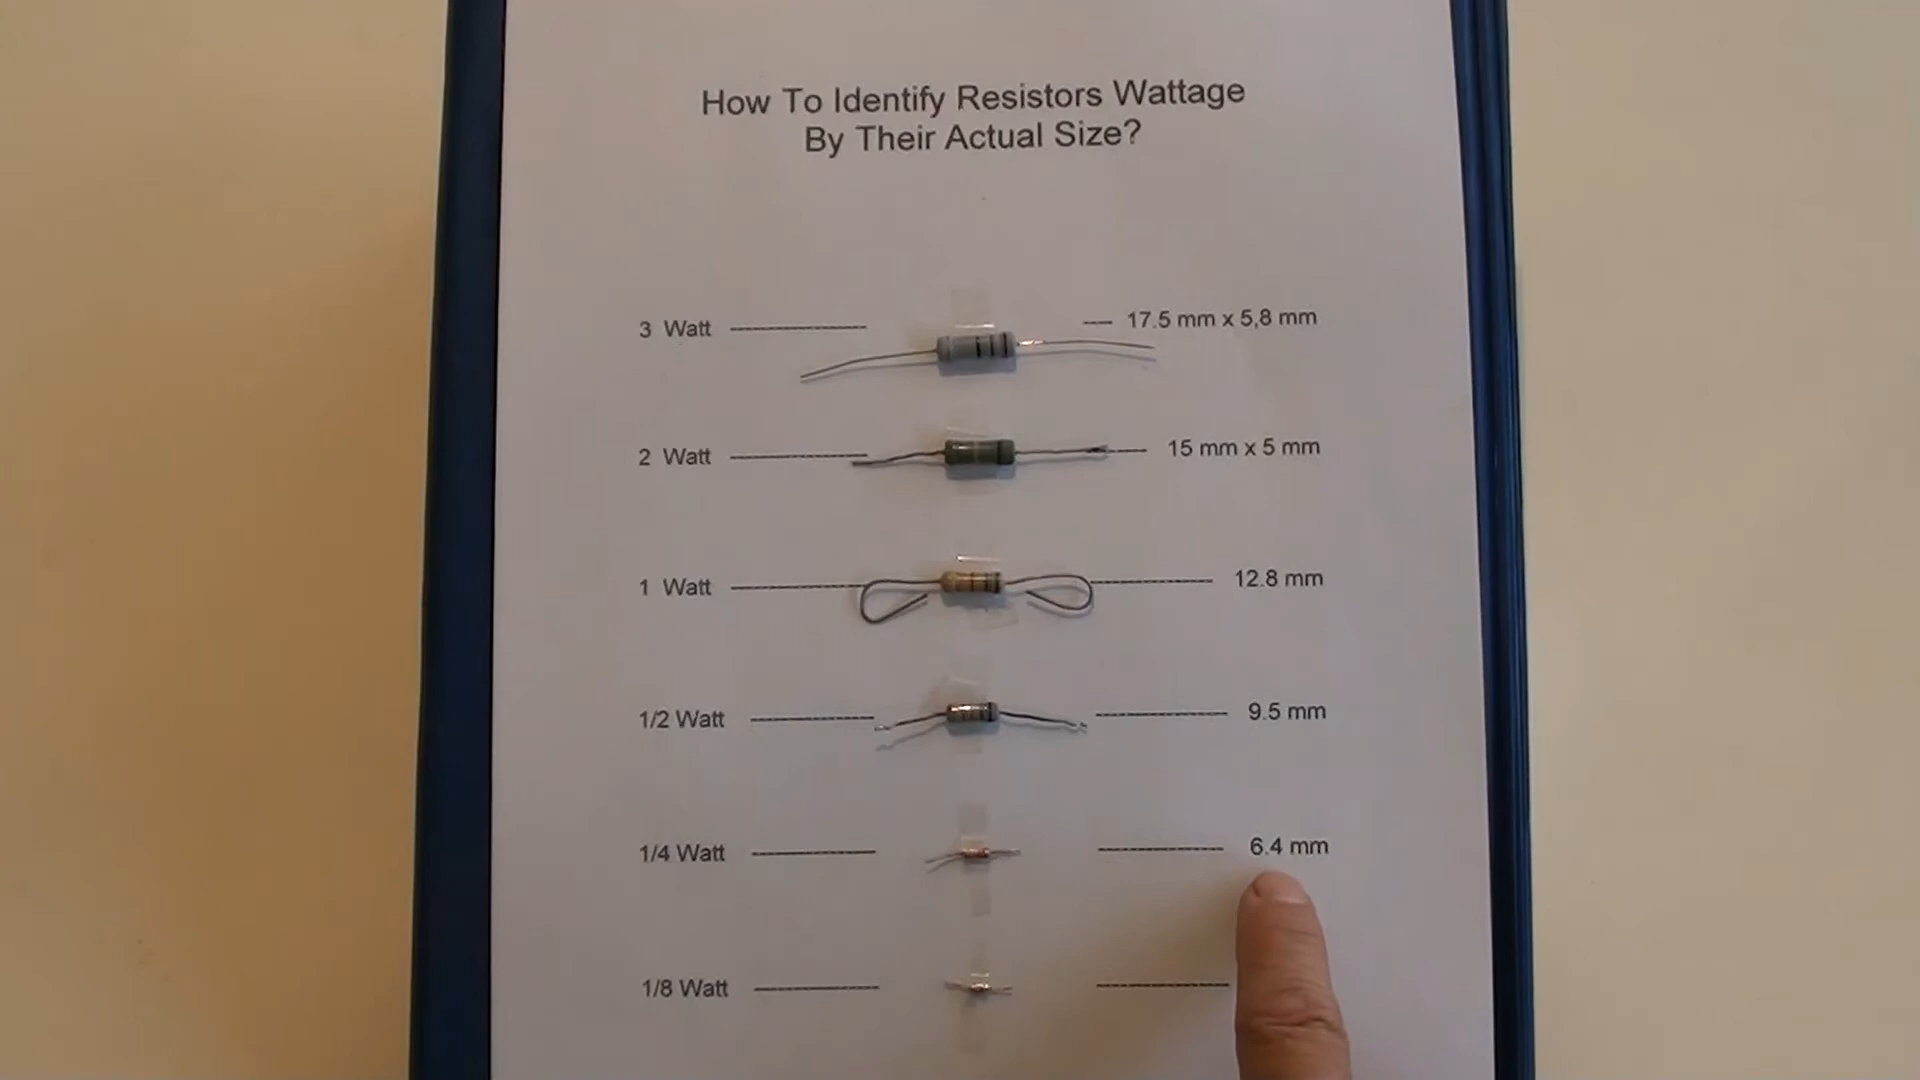 How To Identify Resistors Wattage
By Their Actual Size?
3 Watt 17.5 mm x 5,8 mm
2 Watt 15 mm x 5 mm
1 Watt 12.8 mm
1/2 Watt 9.5 mm
1/4 Watt 6.4 mm
1/8 Watt